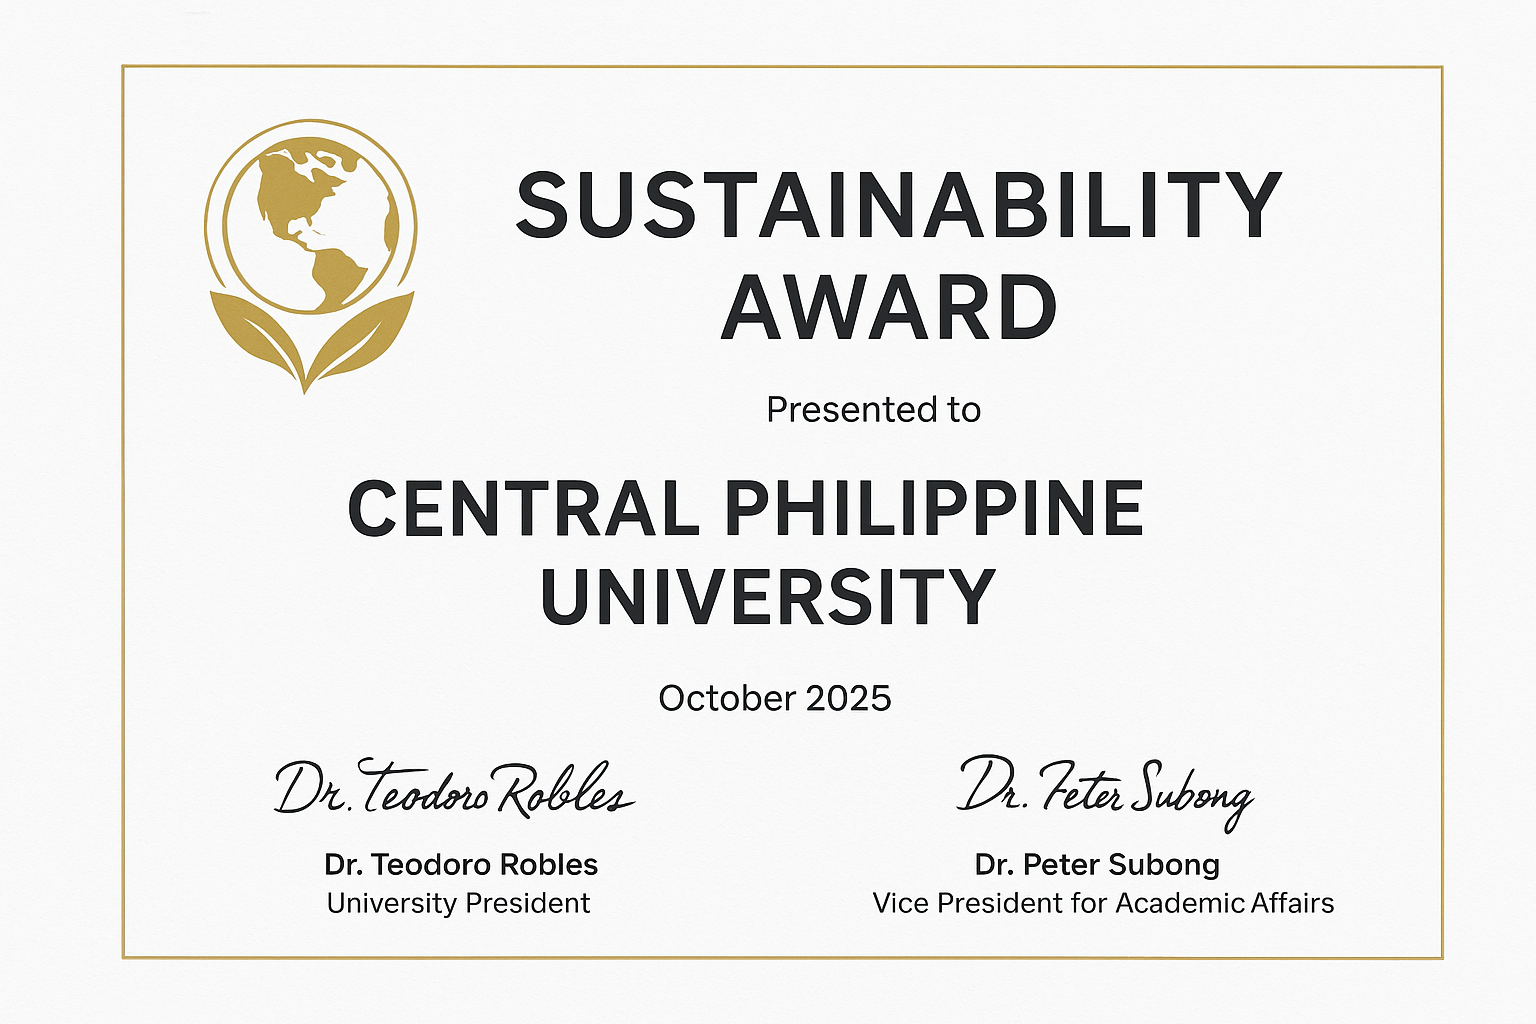 SUSTAINABILITY
AWARD
Presented to
CENTRAL PHILIPPINE
UNIVERSITY
October 2025
Dr. Teodoro Robles
Dr. Teodoro Robles
University President
Dr. Feter Subong
Dr. Peter Subong
Vice President for Academic Affairs